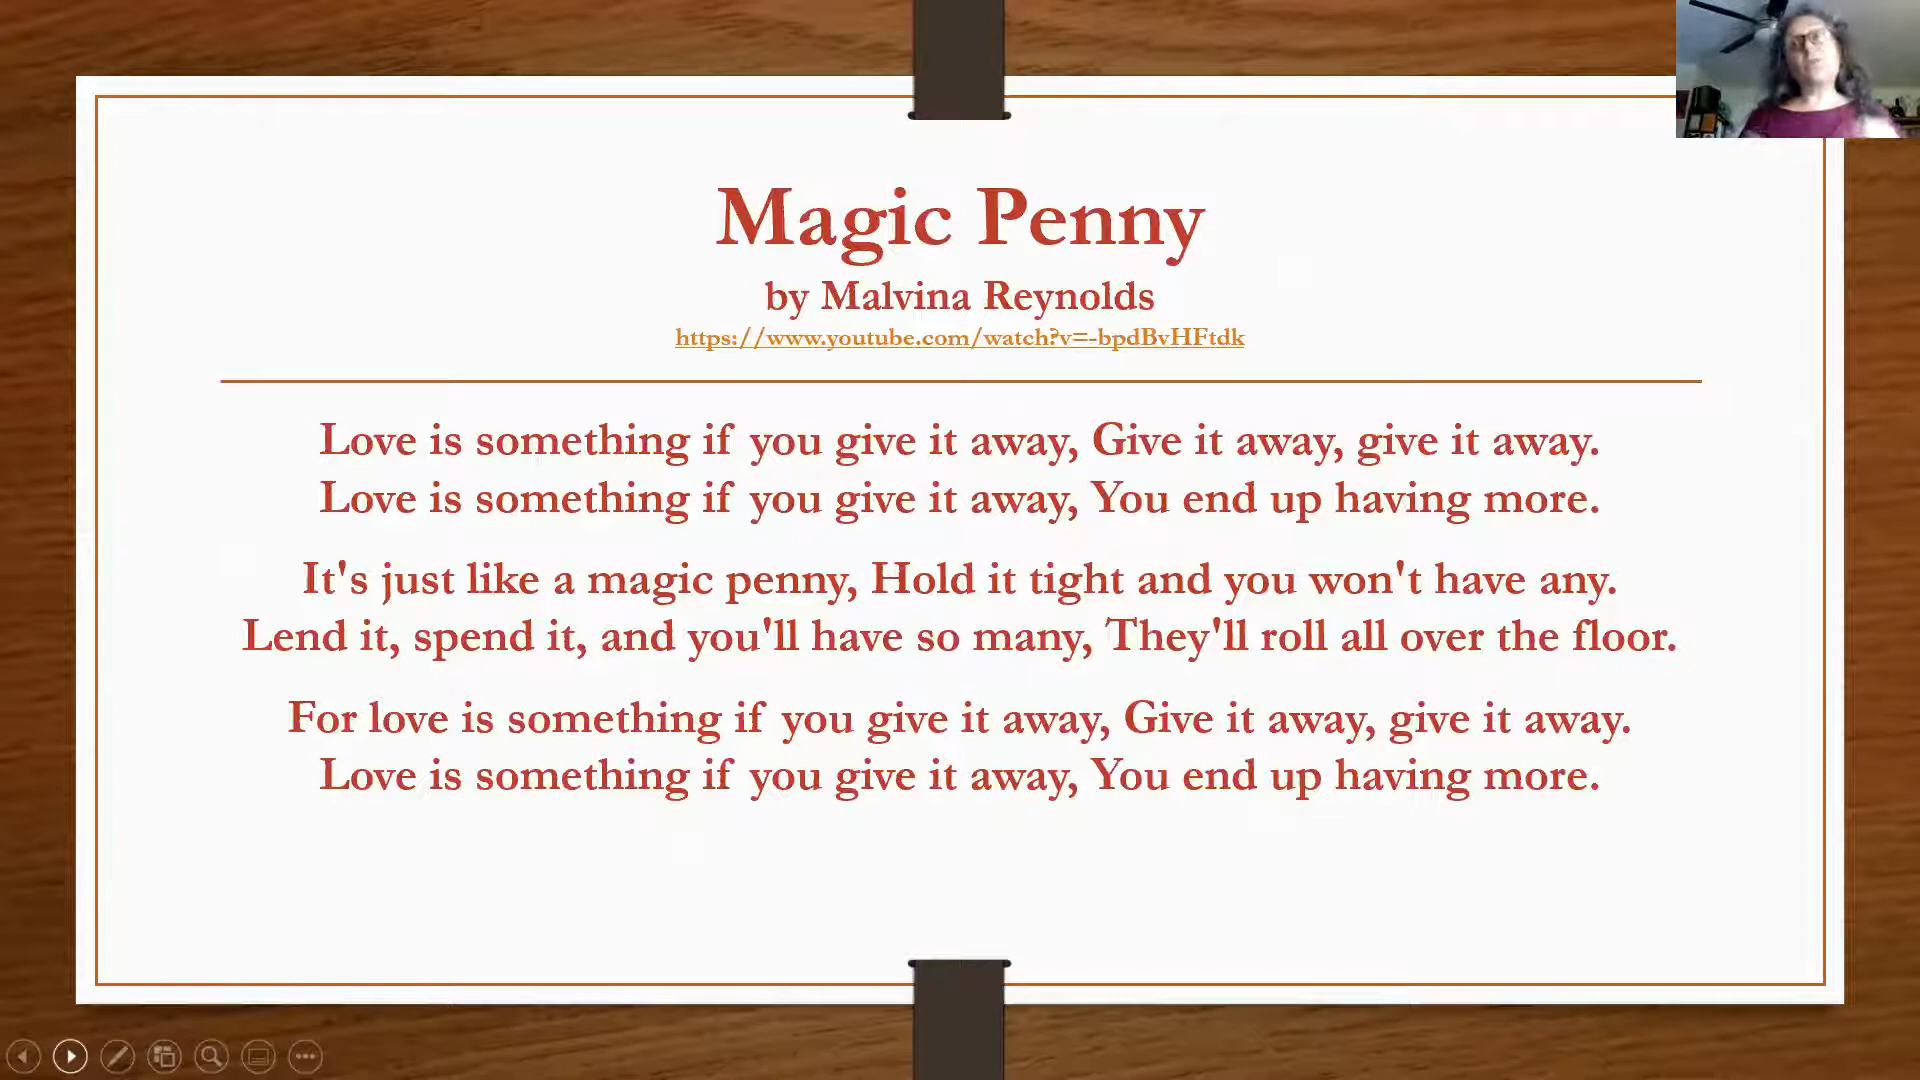 Magic Penny
by Malvina Reynolds
https://www.youtube.com/watch?v=-bpdBvHFtdk
Love is something if you give it away, Give it away, give it away.
Love is something if you give it away, You end up having more.
It's just like a magic penny, Hold it tight and you won't have any.
Lend it, spend it, and you'll have so many, They'll roll all over the floor.
For love is something if you give it away, Give it away, give it away.
Love is something if you give it away, You end up having more.